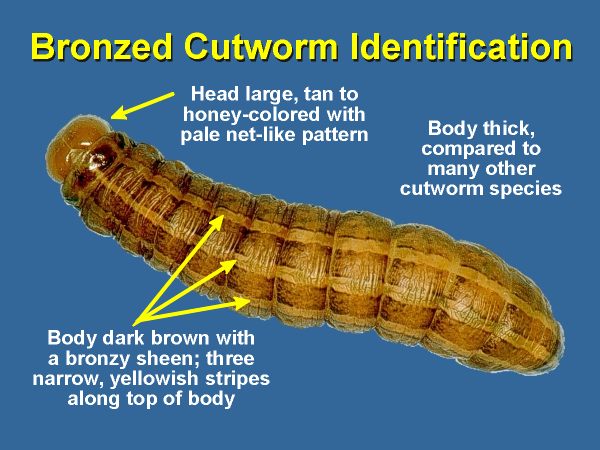 Bronzed Cutworm Identification
Head large, tan to
honey-colored with
pale net-like pattern
Body thick,
compared to
many other
cutworm species
Body dark brown with
a bronzy sheen; three
narrow, yellowish stripes
along top of body